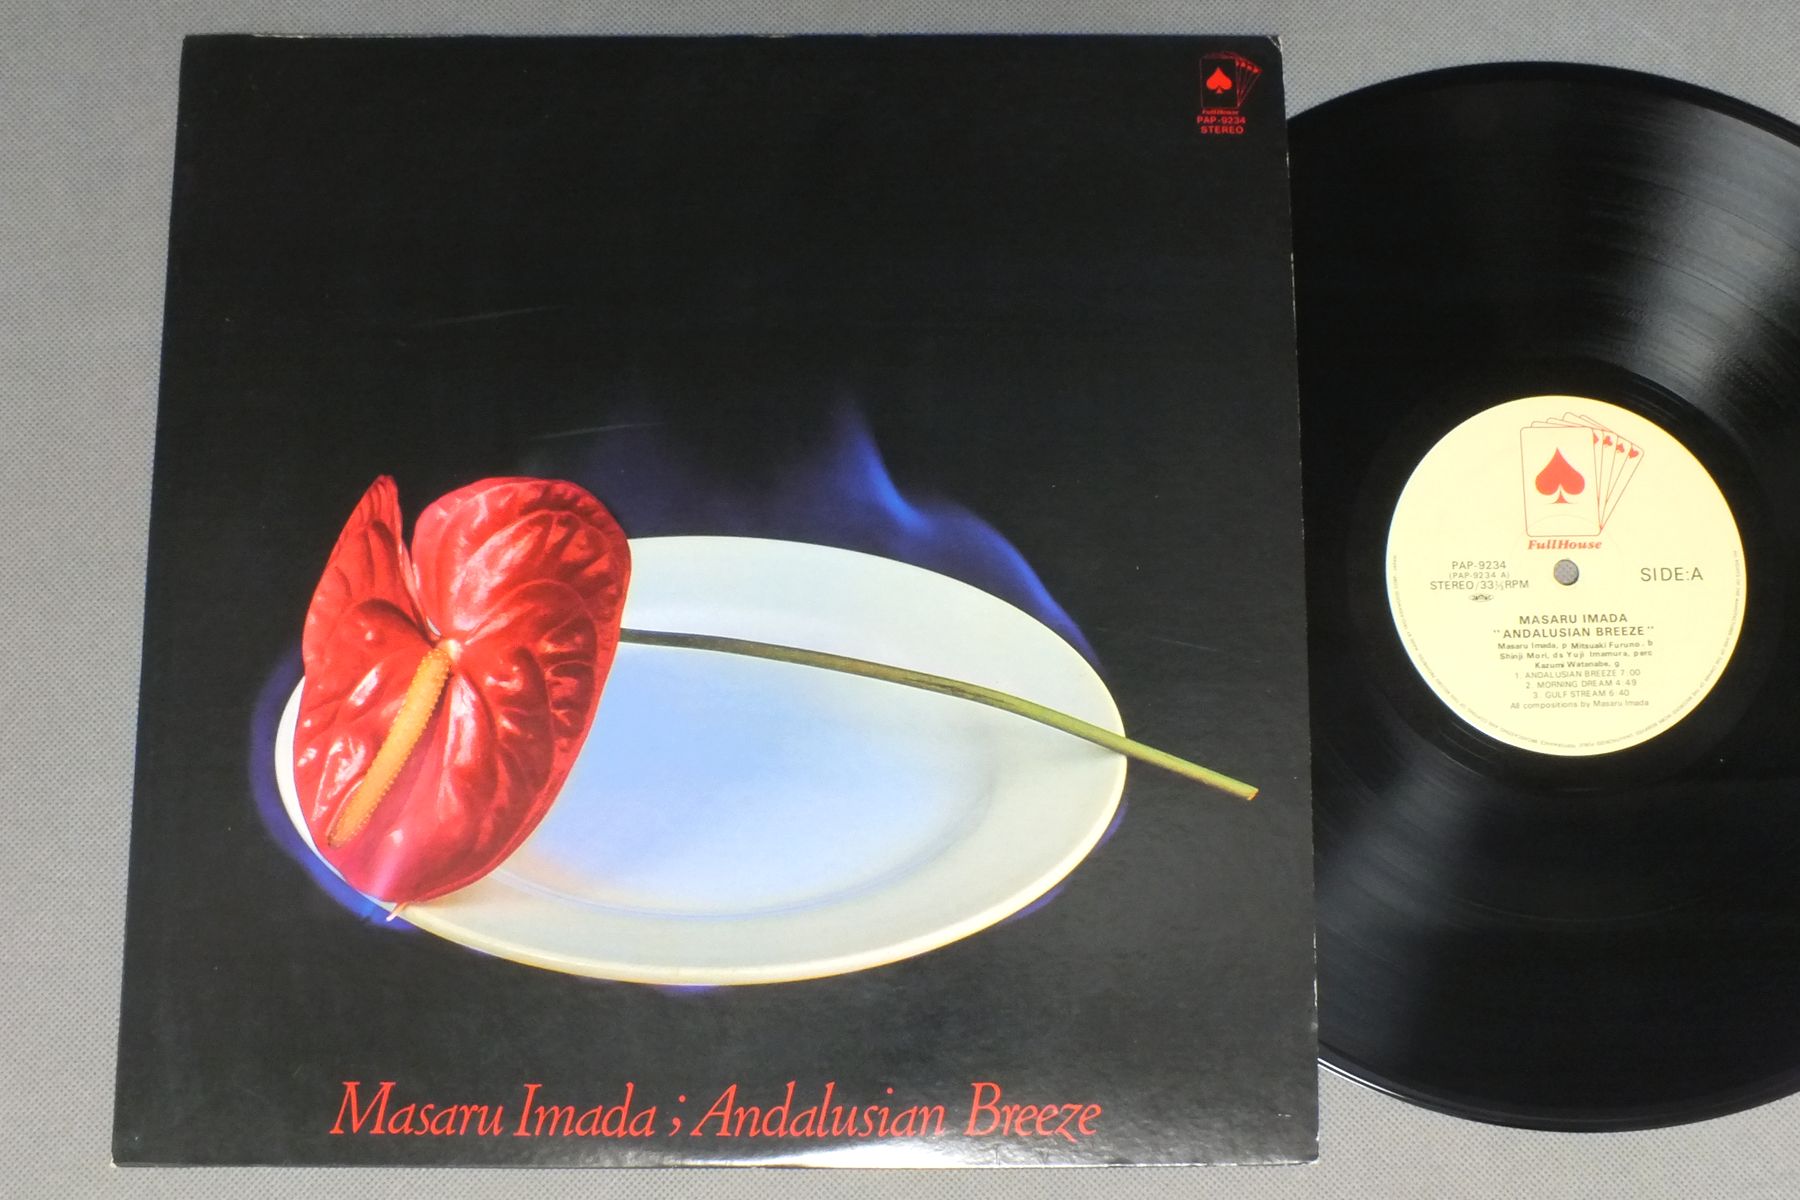 FullHouse
PAP-9234
STEREO
Masaru Imada ; Andalusian Breeze
FullHouse
PAP-9234
(PAP-9234 A)
STEREO/33⅓RPM
SIDE:A
MASARU IMADA
"ANDALUSIAN BREEZE"
Masaru Imada, p Mitsuaki Furuno, b
Shinji Mori, ds Yuji Imamura, perc
Kazumi Watanabe, g
1. ANDALUSIAN BREEZE 7:00
2. MORNING DREAM 4:49
3. GULF STREAM 6:40
All compositions by Masaru Imada